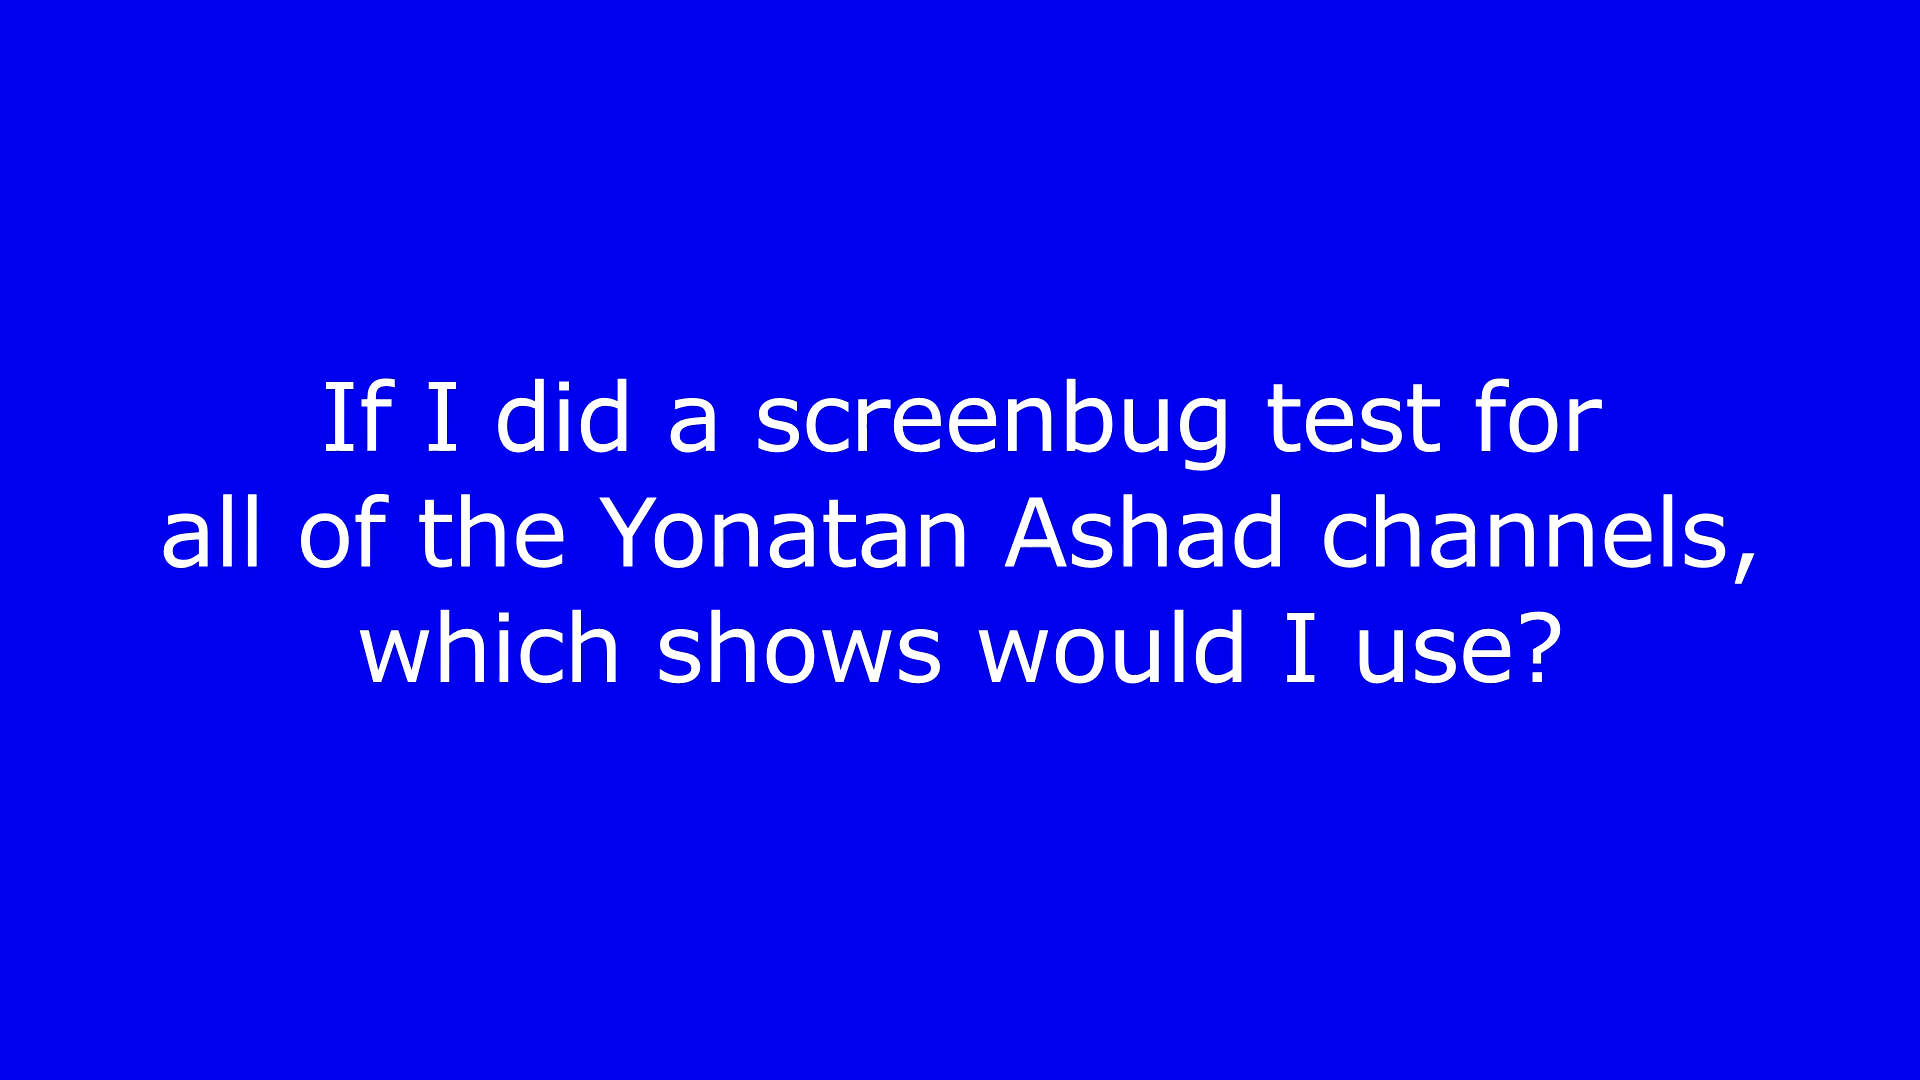 If I did a screenbug test for
all of the Yonatan Ashad channels,
which shows would I use?